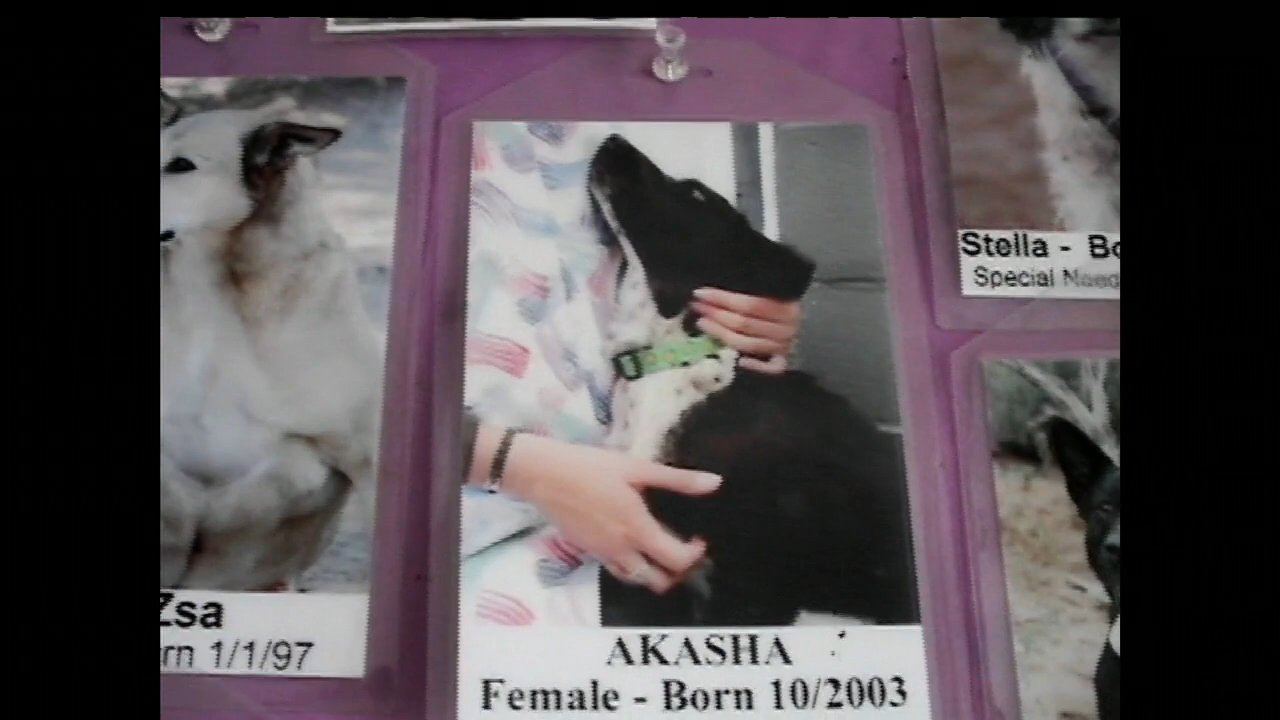 Zsa
rn 1/1/97
AKASHA
Female - Born 10/2003
Stella - Bo
Special Need